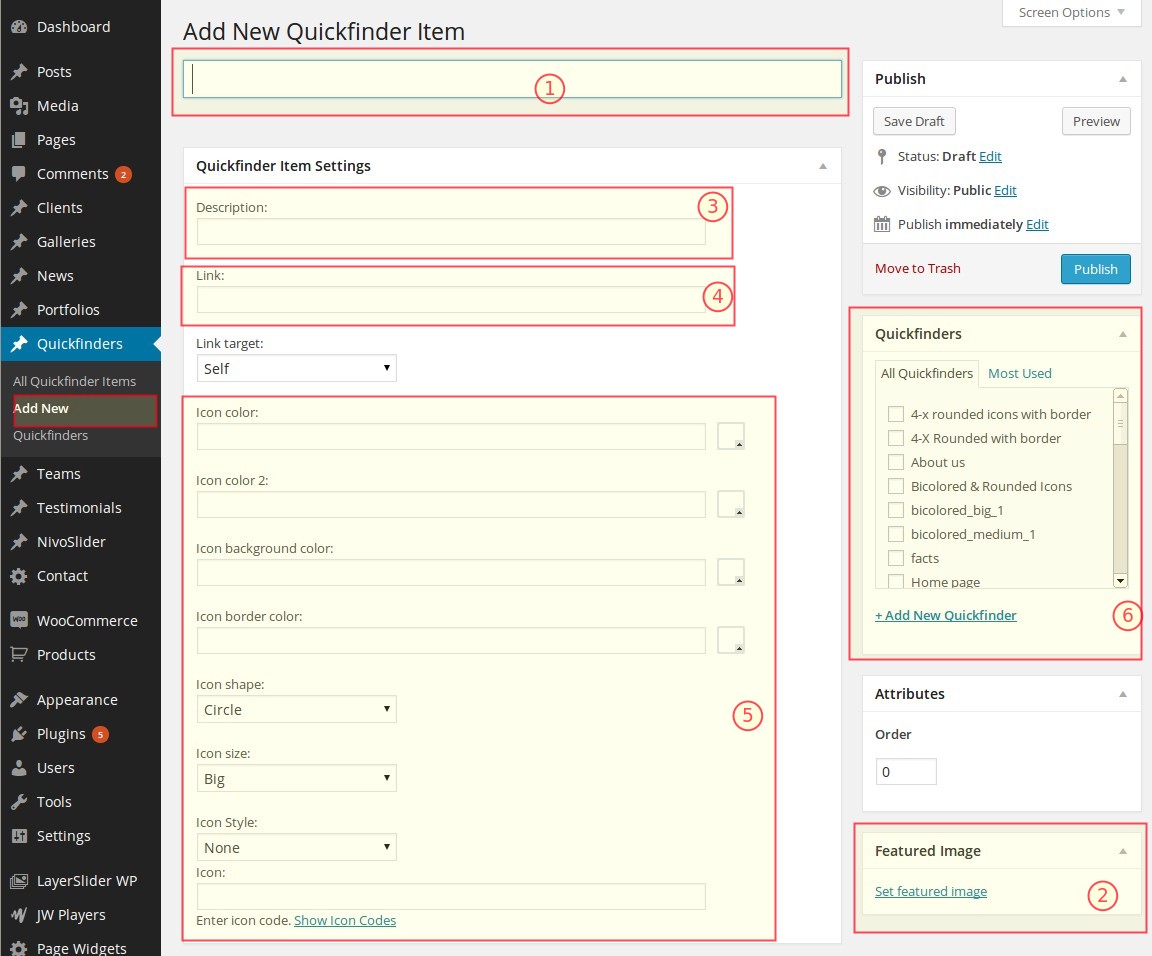 Dashboard
Posts
Media
Pages
Comments 2
Clients
Galleries
News
Portfolios
Quickfinders
All Quickfinder Items
Add New
Quickfinders
Teams
Testimonials
NivoSlider
Contact
WooCommerce
Products
Appearance
Plugins 5
Users
Tools
Settings
LayerSlider WP
JW Players
Page Widgets
Screen Options
Add New Quickfinder Item
1
Quickfinder Item Settings
Description:
3
Link:
4
Link target:
Self
Icon color:
Icon color 2:
Icon background color:
Icon border color:
Icon shape:
Circle
5
Icon size:
Big
Icon Style:
None
Icon:
Enter icon code. Show Icon Codes
Publish
Save Draft Preview
Status: Draft Edit
Visibility: Public Edit
Publish immediately Edit
Move to Trash Publish
Quickfinders
All Quickfinders Most Used
4-x rounded icons with border
4-X Rounded with border
About us
Bicolored & Rounded Icons
bicolored_big_1
bicolored_medium_1
facts
Home page
+ Add New Quickfinder
6
Attributes
Order
0
Featured Image
Set featured image
2